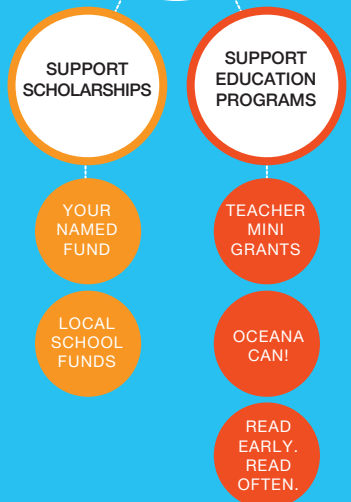 SUPPORT
SCHOLARSHIPS
YOUR
NAMED
FUND
LOCAL
SCHOOL
FUNDS
SUPPORT
EDUCATION
PROGRAMS
TEACHER
MINI
GRANTS
OCEANA
CAN!
READ
EARLY.
READ
OFTEN.